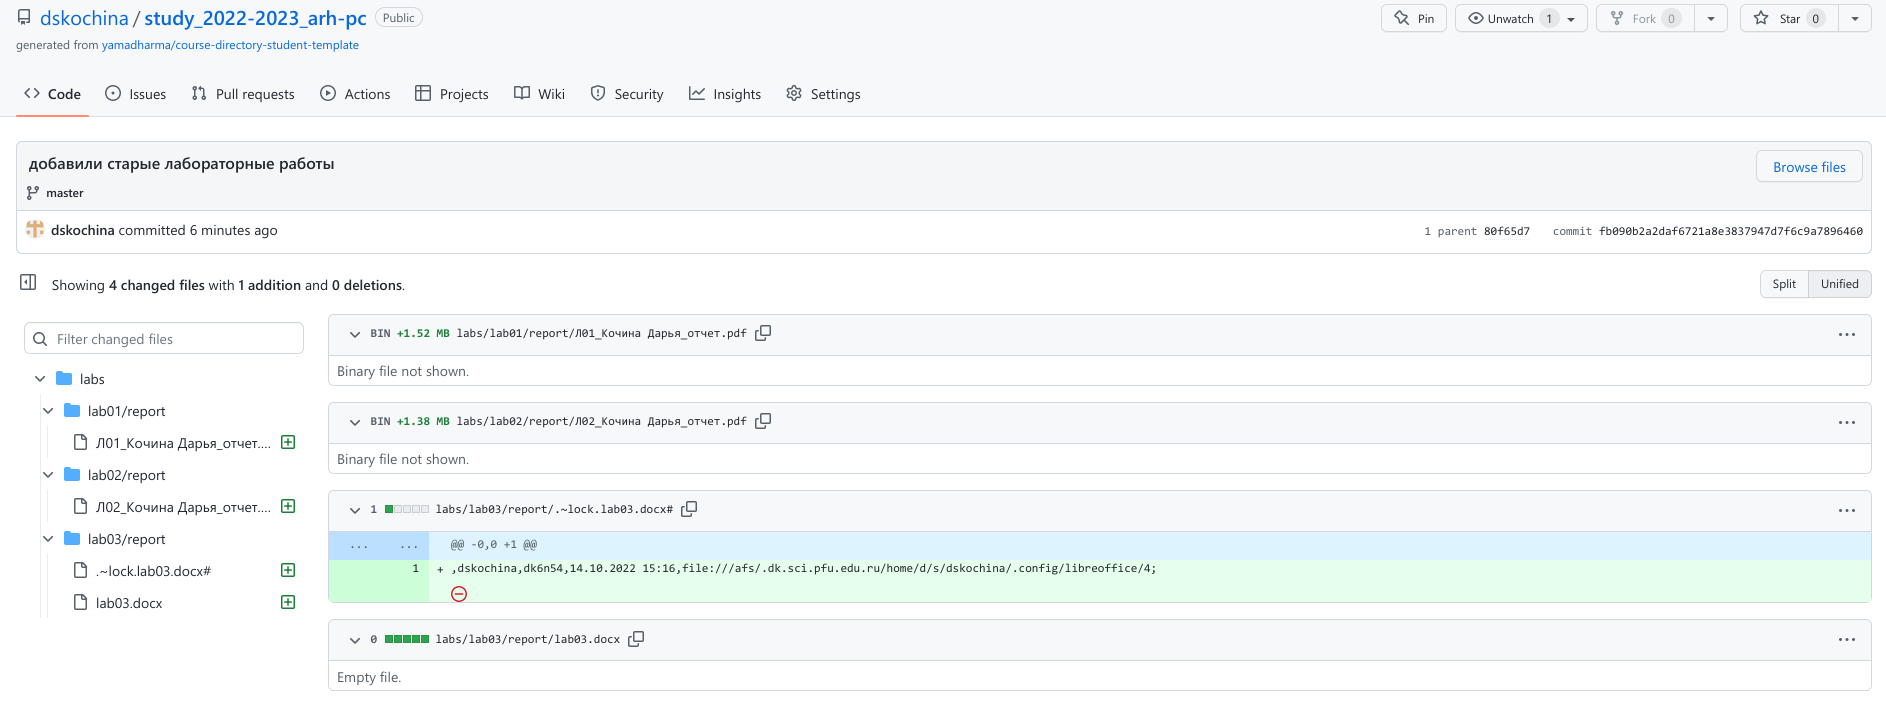 dskochina / study_2022-2023_arh-pc Public Pin Unwatch 1 Fork 0 Star 0
generated from yamadharma/course-directory-student-template
Code Issues Pull requests Actions Projects Wiki Security Insights Settings
добавили старые лабораторные работы
Browse files
master
dskochina committed 6 minutes ago 1 parent 80f65d7 commit fb090b2a2daf6721a8e3837947d7f6c9a7896460
Showing 4 changed files with 1 addition and 0 deletions. Split Unified
Filter changed files
labs
lab01/report
Л01_Кочина Дарья_отчет....
lab02/report
Л02_Кочина Дарья_отчет....
lab03/report
.~lock.lab03.docx#
lab03.docx
BIN +1.52 MB labs/lab01/report/Л01_Кочина Дарья_отчет.pdf
Binary file not shown.
BIN +1.38 MB labs/lab02/report/Л02_Кочина Дарья_отчет.pdf
Binary file not shown.
1 labs/lab03/report/.~lock.lab03.docx#
... ... @@ -0,0 +1 @@
1 + ,dskochina,dk6n54,14.10.2022 15:16,file:///afs/.dk.sci.pfu.edu.ru/home/d/s/dskochina/.config/libreoffice/4;
0 labs/lab03/report/lab03.docx
Empty file.